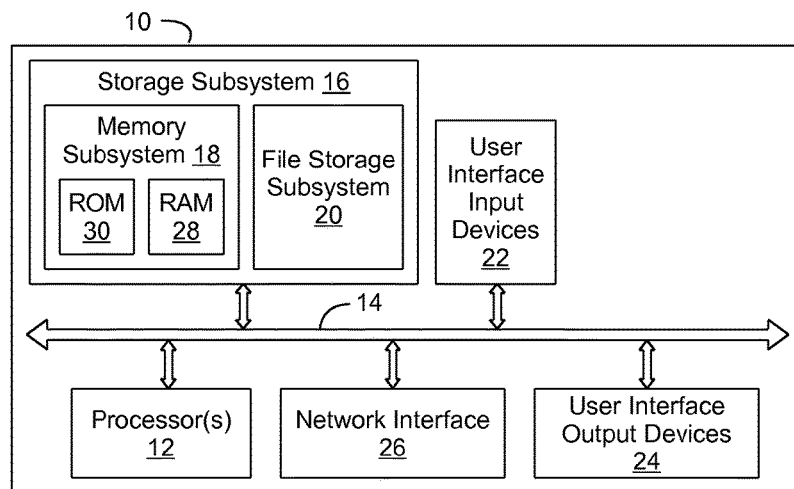 10
Storage Subsystem 16
Memory
Subsystem 18
ROM
30
RAM
28
File Storage
Subsystem
20
User
Interface
Input
Devices
22
14
Processor(s)
12
Network Interface
26
User Interface
Output Devices
24